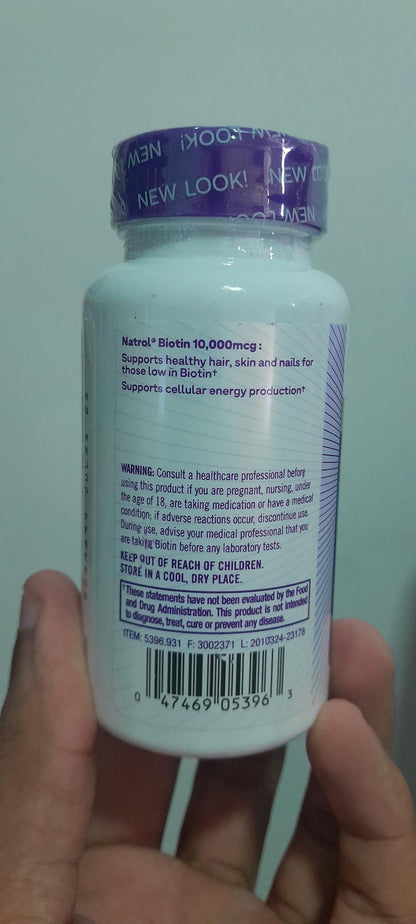 NEW LOOK!
NEW LOOK!
NEW
NEW LOOK!
Natrol® Biotin 10,000mcg:
Supports healthy hair, skin and nails for
those low in Biotin†
Supports cellular energy production†
WARNING: Consult a healthcare professional before
using this product if you are pregnant, nursing, under
the age of 18, are taking medication or have a medical
condition; if adverse reactions occur, discontinue use.
During use, advise your medical professional that you
are taking Biotin before any laboratory tests.
KEEP OUT OF REACH OF CHILDREN.
STORE IN A COOL, DRY PLACE.
†These statements have not been evaluated by the Food
and Drug Administration. This product is not intended
to diagnose, treat, cure or prevent any disease.
ITEM: 5396.931 F: 3002371 L: 2010324-23178
0 47469 05396 3